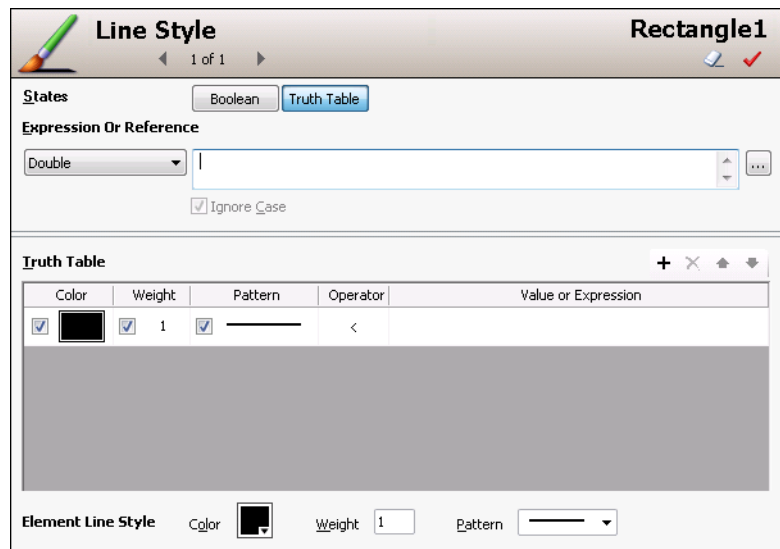 Line Style
Rectangle1
1 of 1
States
Boolean
Truth Table
Expression Or Reference
Double
...
Ignore Case
Truth Table
Color Weight Pattern Operator Value or Expression
1 <
Element Line Style Color Weight 1 Pattern